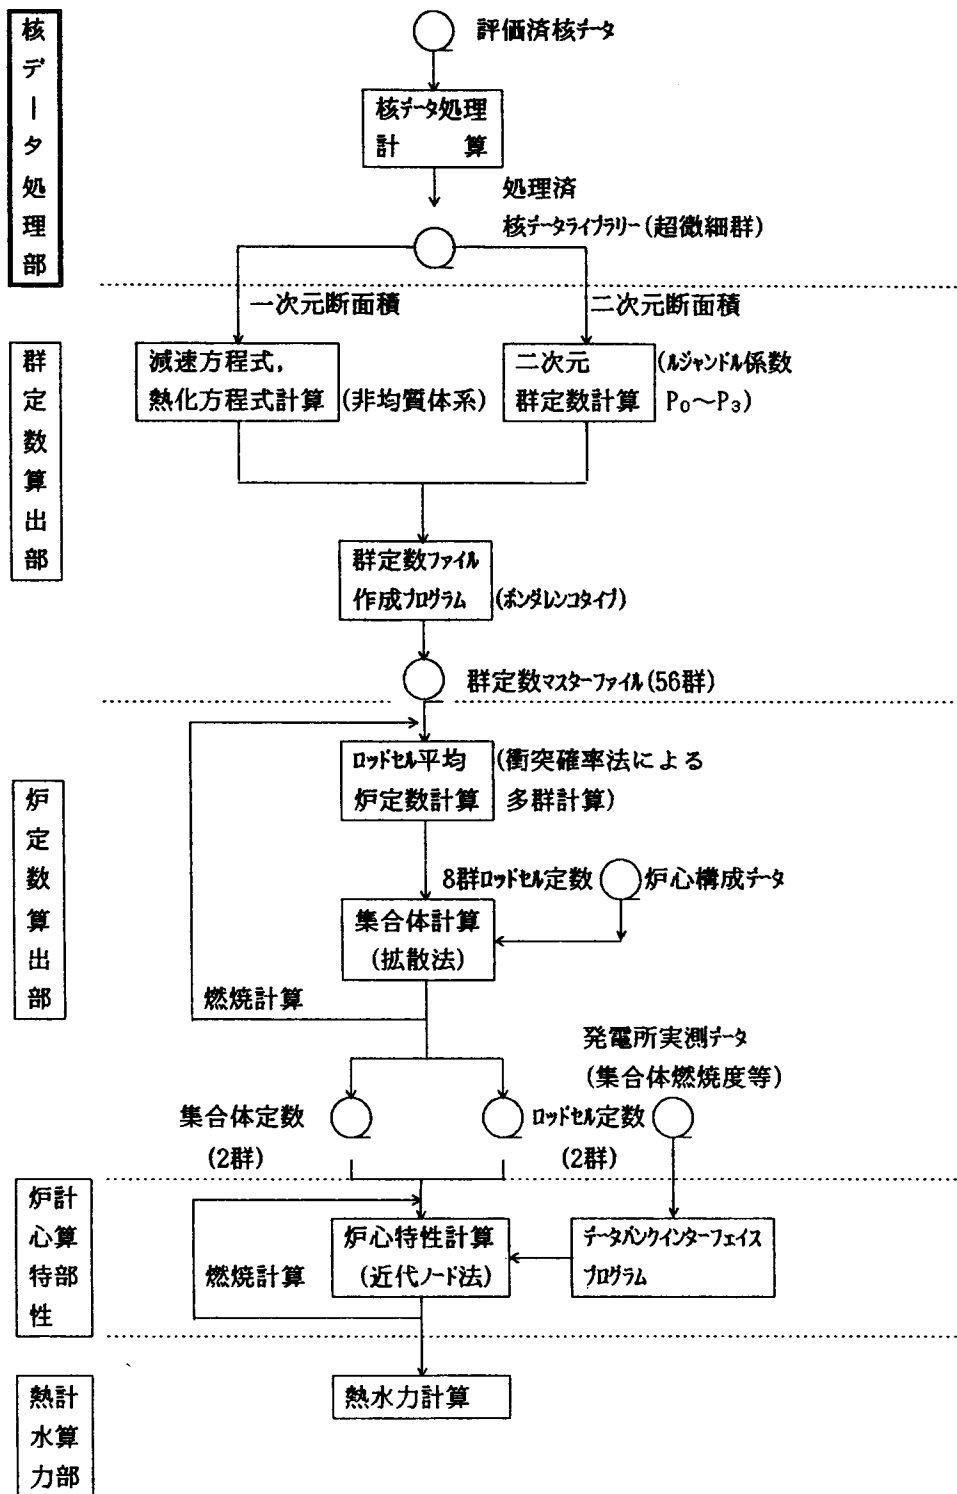 核データ処理部
評価済核データ
核データ処理
計　算
処理済
核データライブラリー(超微細群)
一次元断面積
二次元断面積
群定数算出部
減速方程式,
熱化方程式計算
(非均質体系)
二次元
群定数計算
(ルジャンドル係数
P₀～P₃)
群定数ファイル
作成プログラム
(ボンダレンコタイプ)
群定数マスターファイル(56群)
炉定数算出部
ロッドセル平均
炉定数計算
(衝突確率法による
多群計算)
8群ロッドセル定数
炉心構成データ
集合体計算
(拡散法)
燃焼計算
発電所実測データ
(集合体燃焼度等)
集合体定数
(2群)
ロッドセル定数
(2群)
炉心特性
計算部
炉心特性計算
(近代ノード法)
燃焼計算
データバンクインターフェイス
プログラム
熱水力
計算部
熱水力計算